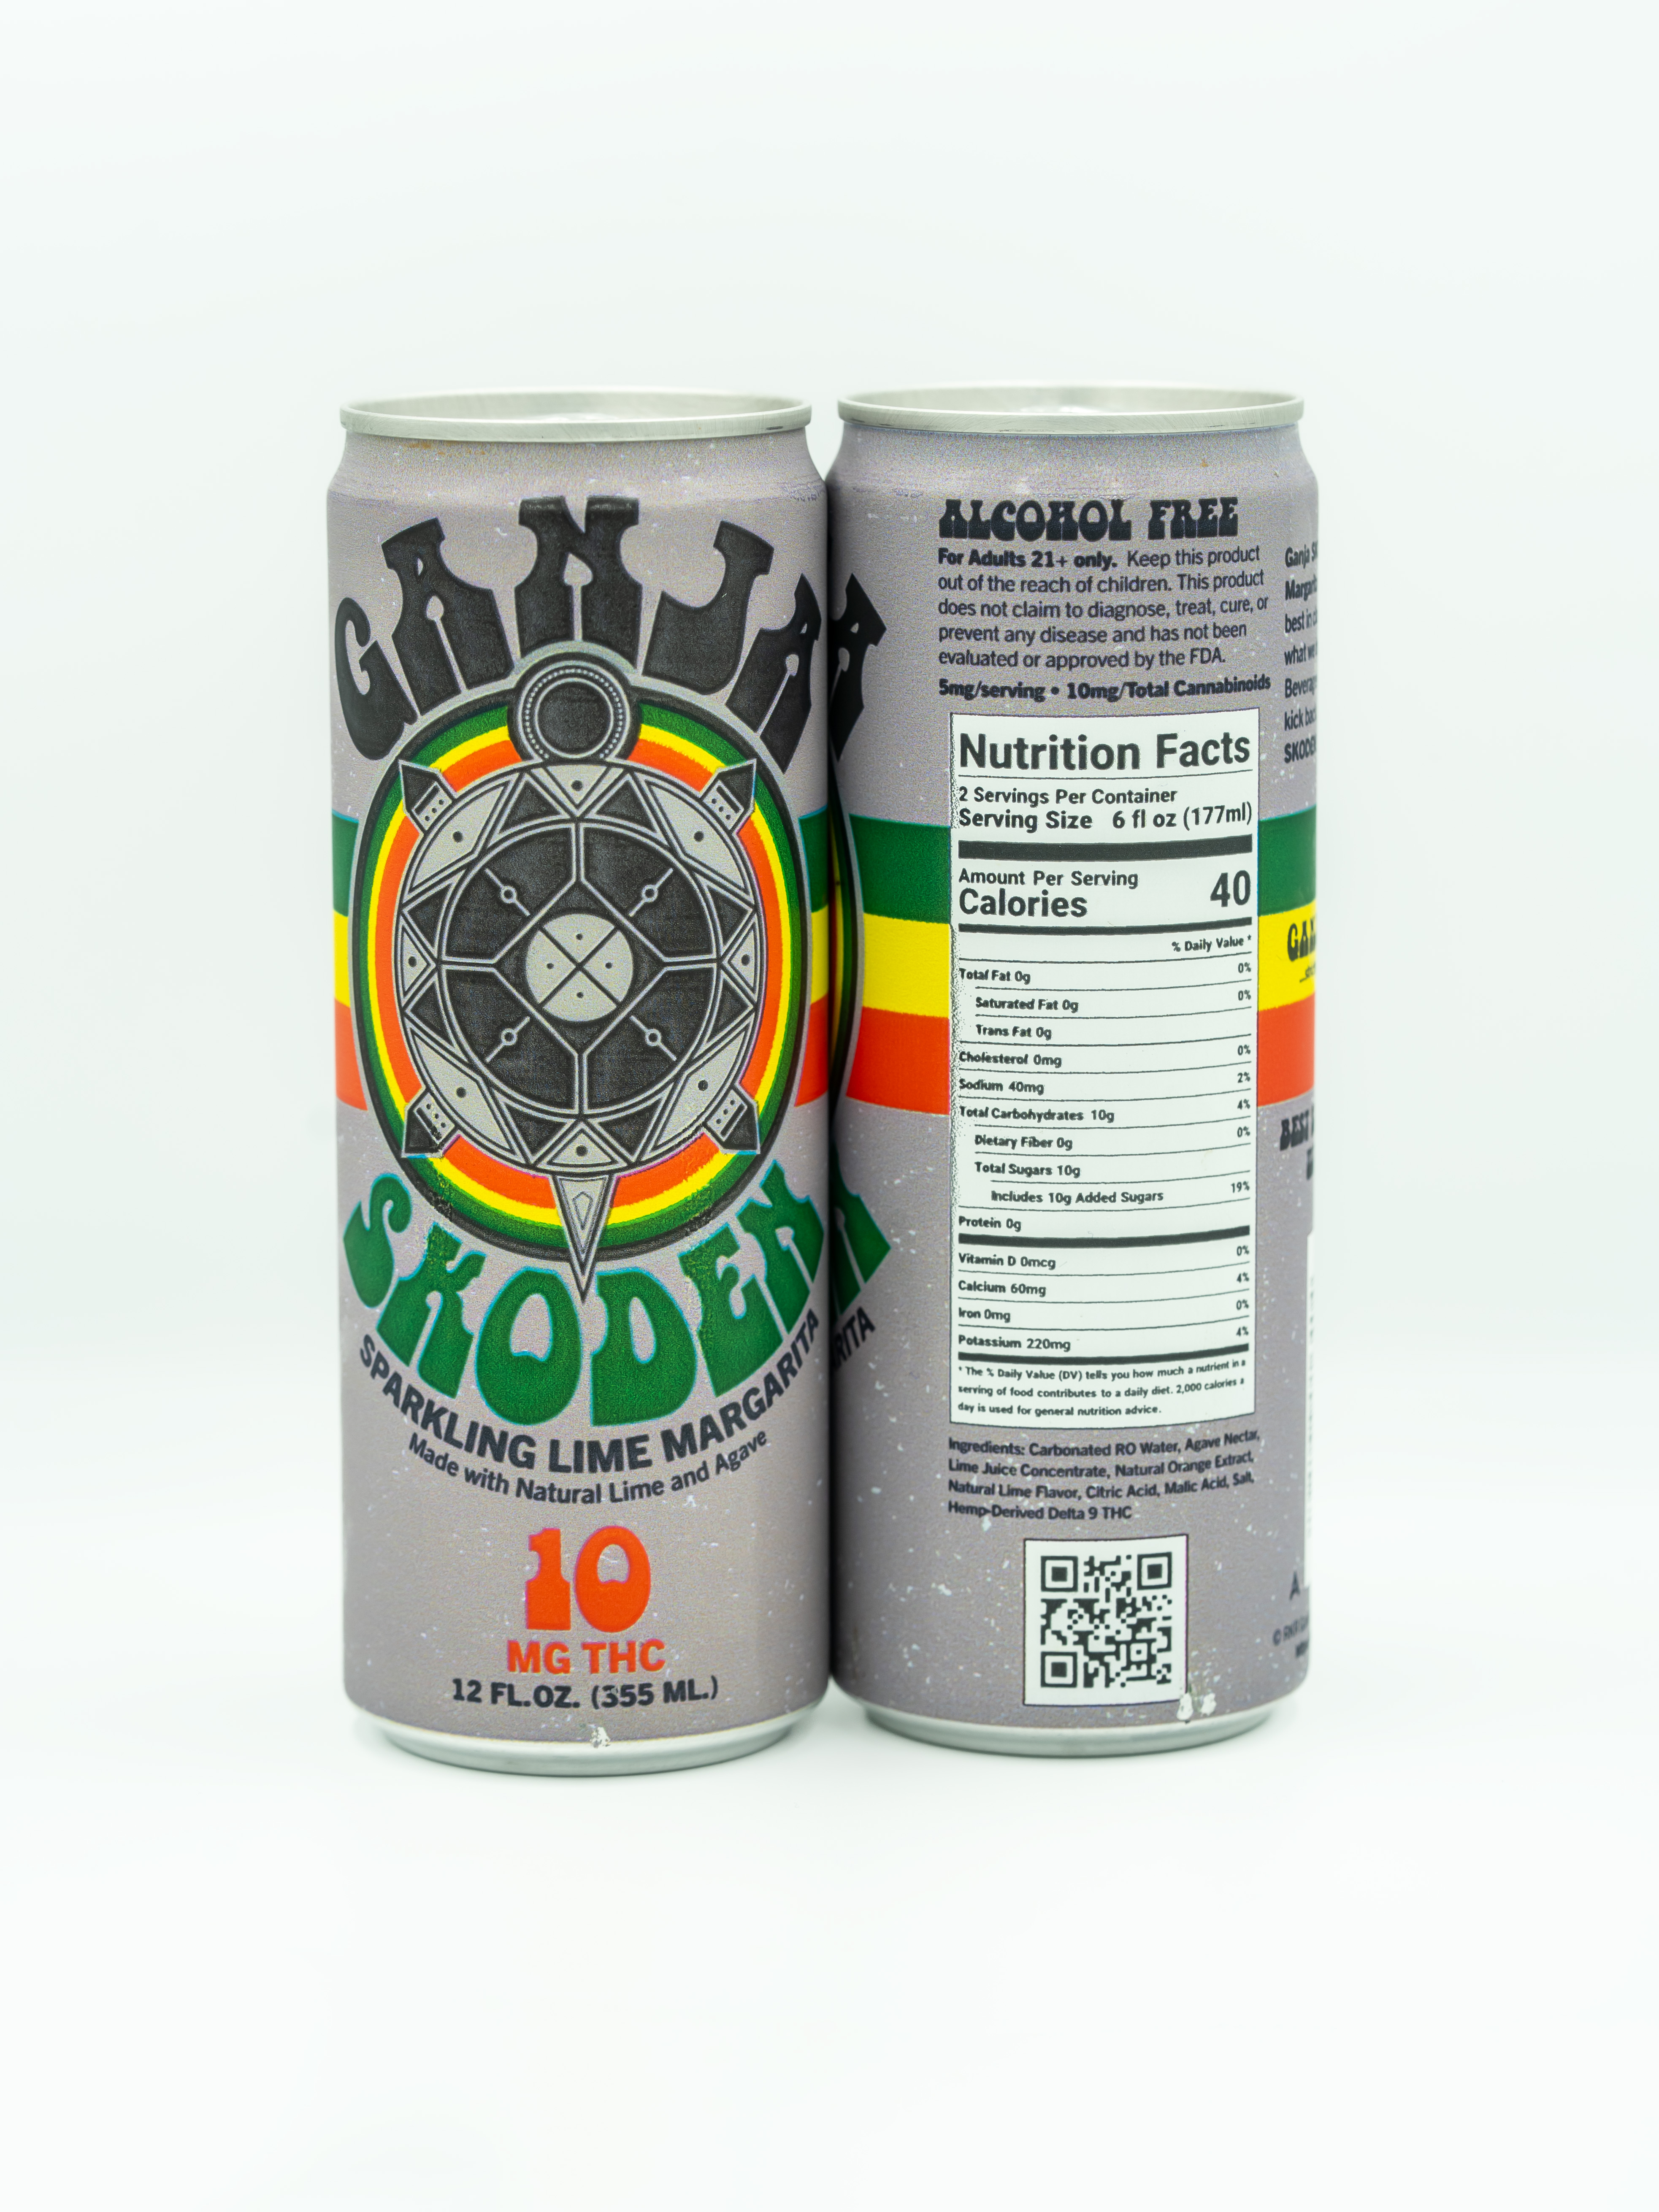 GANJA
SKODEN
SPARKLING LIME MARGARITA
Made with Natural Lime and Agave
10
MG THC
12 FL.OZ. (355 ML.)
RITA
ALCOHOL FREE
For Adults 21+ only. Keep this product
out of the reach of children. This product
does not claim to diagnose, treat, cure, or
prevent any disease and has not been
evaluated or approved by the FDA.
5mg/serving • 10mg/Total Cannabinoids
Nutrition Facts
2 Servings Per Container
Serving Size 6 fl oz (177ml)
Amount Per Serving
Calories 40
% Daily Value *
Total Fat 0g 0%
Saturated Fat 0g 0%
Trans Fat 0g
Cholesterol 0mg 0%
Sodium 40mg 2%
Total Carbohydrates 10g 4%
Dietary Fiber 0g 0%
Total Sugars 10g
Includes 10g Added Sugars 19%
Protein 0g
Vitamin D 0mcg 0%
Calcium 60mg 4%
Iron 0mg 0%
Potassium 220mg 4%
* The % Daily Value (DV) tells you how much a nutrient in a
serving of food contributes to a daily diet. 2,000 calories a
day is used for general nutrition advice.
Ingredients: Carbonated RO Water, Agave Nectar,
Lime Juice Concentrate, Natural Orange Extract,
Natural Lime Flavor, Citric Acid, Malic Acid, Salt,
Hemp-Derived Delta 9 THC
Ganja
best in
what we
kick
SKODEN
BEST